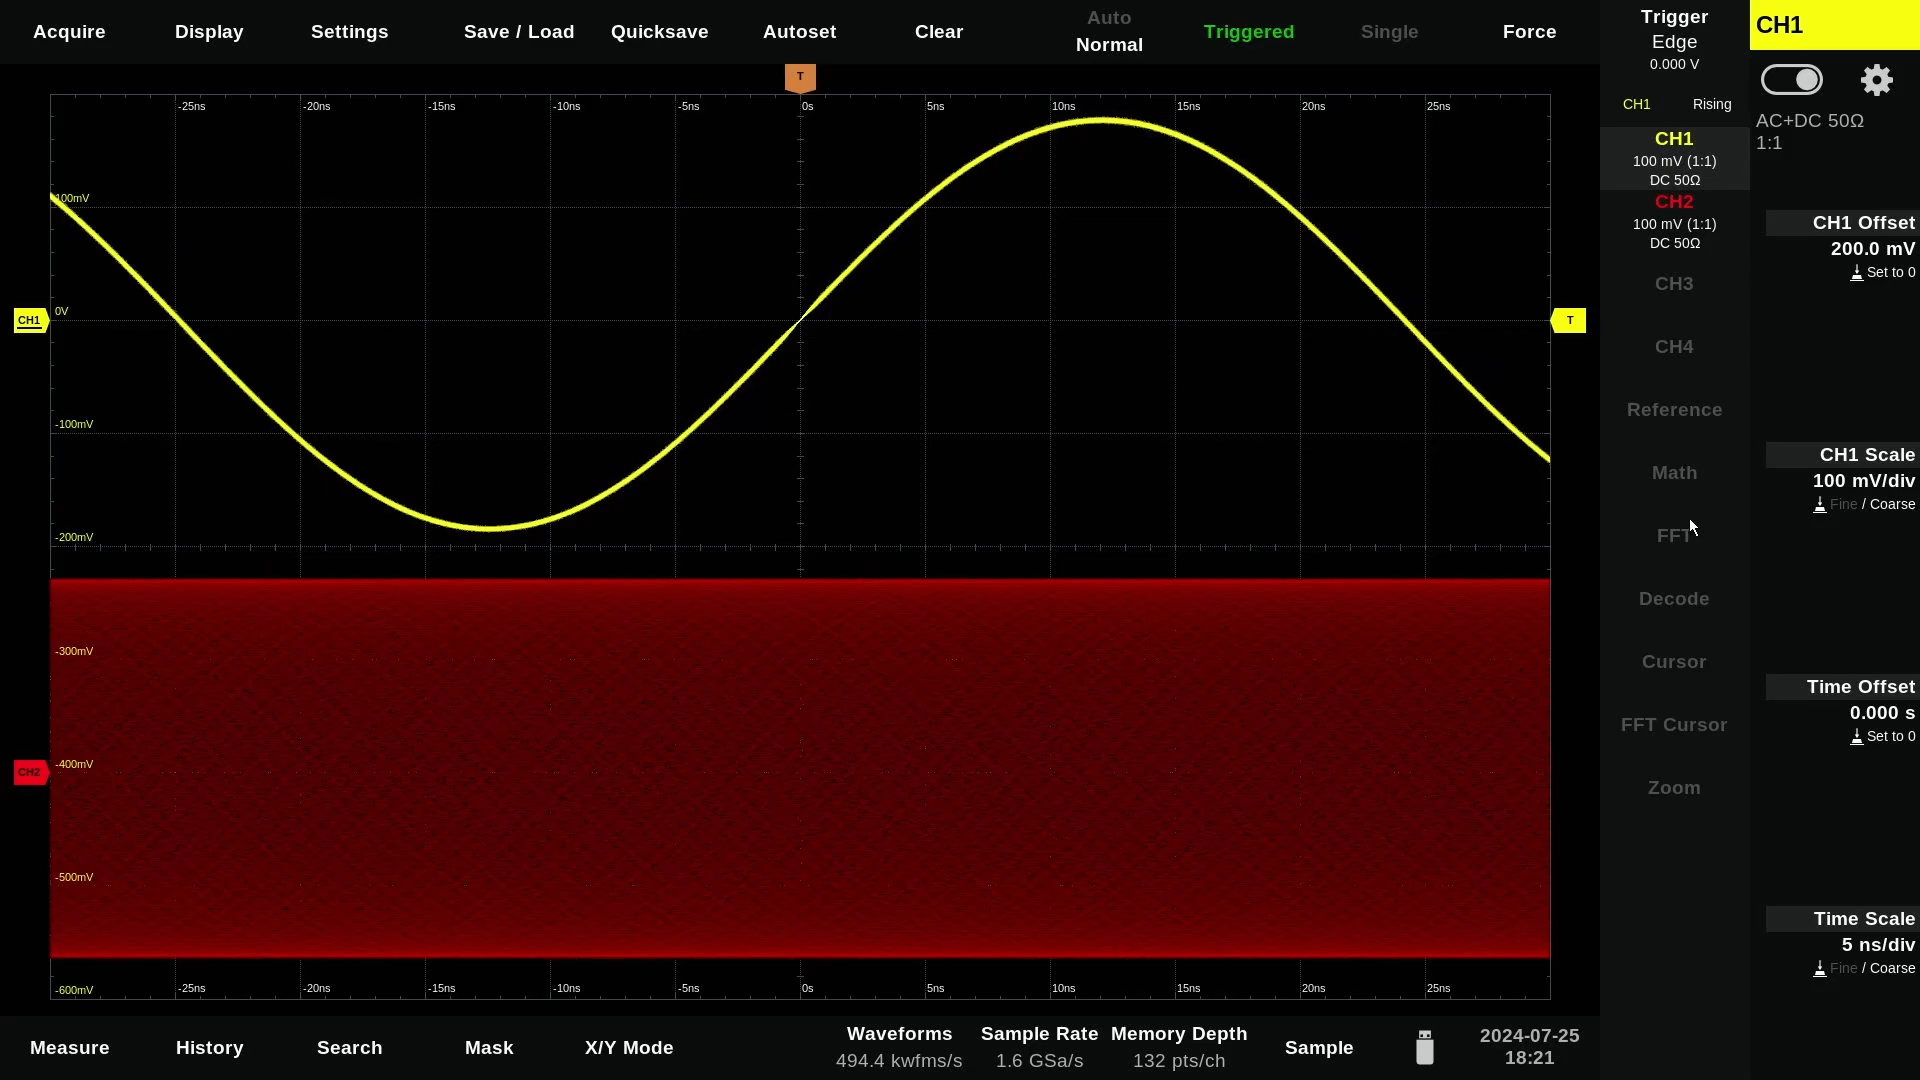 Acquire
Display
Settings
Save / Load
Quicksave
Autoset
Clear
Auto
Normal
Triggered
Single
Force
Trigger
Edge
0.000 V
CH1 Rising
CH1
100 mV (1:1)
DC 50Ω
CH2
100 mV (1:1)
DC 50Ω
CH3
CH4
Reference
Math
FFT
Decode
Cursor
FFT Cursor
Zoom
CH1
AC+DC 50Ω
1:1
CH1 Offset
200.0 mV
Set to 0
CH1 Scale
100 mV/div
Fine / Coarse
Time Offset
0.000 s
Set to 0
Time Scale
5 ns/div
Fine / Coarse
T
-25ns -20ns -15ns -10ns -5ns 0s 5ns 10ns 15ns 20ns 25ns
100mV
0V
CH1
T
-100mV
-200mV
-300mV
-400mV
CH2
-500mV
-600mV
-25ns -20ns -15ns -10ns -5ns 0s 5ns 10ns 15ns 20ns 25ns
Measure
History
Search
Mask
X/Y Mode
Waveforms
494.4 kwfms/s
Sample Rate
1.6 GSa/s
Memory Depth
132 pts/ch
Sample
2024-07-25
18:21